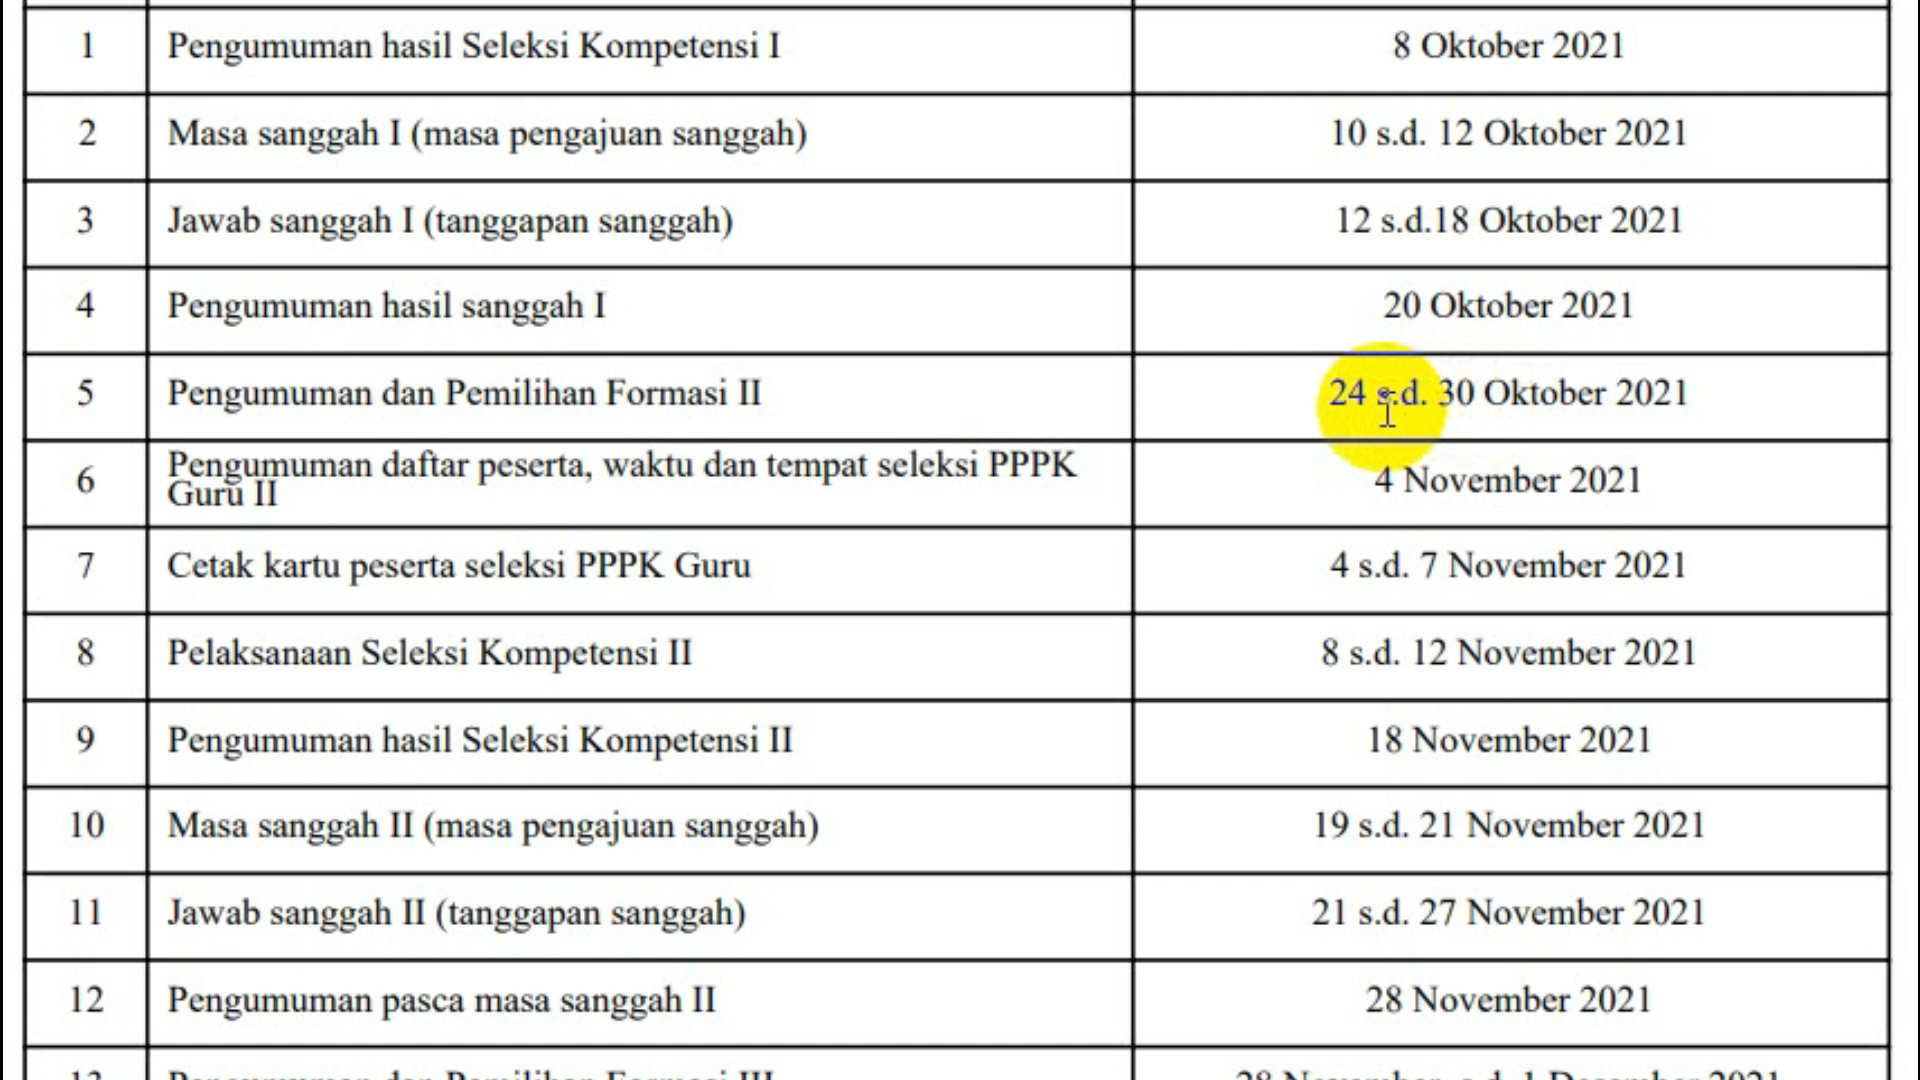 1 Pengumuman hasil Seleksi Kompetensi I 8 Oktober 2021
2 Masa sanggah I (masa pengajuan sanggah) 10 s.d. 12 Oktober 2021
3 Jawab sanggah I (tanggapan sanggah) 12 s.d.18 Oktober 2021
4 Pengumuman hasil sanggah I 20 Oktober 2021
5 Pengumuman dan Pemilihan Formasi II 24 s.d. 30 Oktober 2021
6 Pengumuman daftar peserta, waktu dan tempat seleksi PPPK
Guru II 4 November 2021
7 Cetak kartu peserta seleksi PPPK Guru 4 s.d. 7 November 2021
8 Pelaksanaan Seleksi Kompetensi II 8 s.d. 12 November 2021
9 Pengumuman hasil Seleksi Kompetensi II 18 November 2021
10 Masa sanggah II (masa pengajuan sanggah) 19 s.d. 21 November 2021
11 Jawab sanggah II (tanggapan sanggah) 21 s.d. 27 November 2021
12 Pengumuman pasca masa sanggah II 28 November 2021
13 Pengumuman dan Pemilihan Formasi III 28 November s.d. 1 Desember 2021